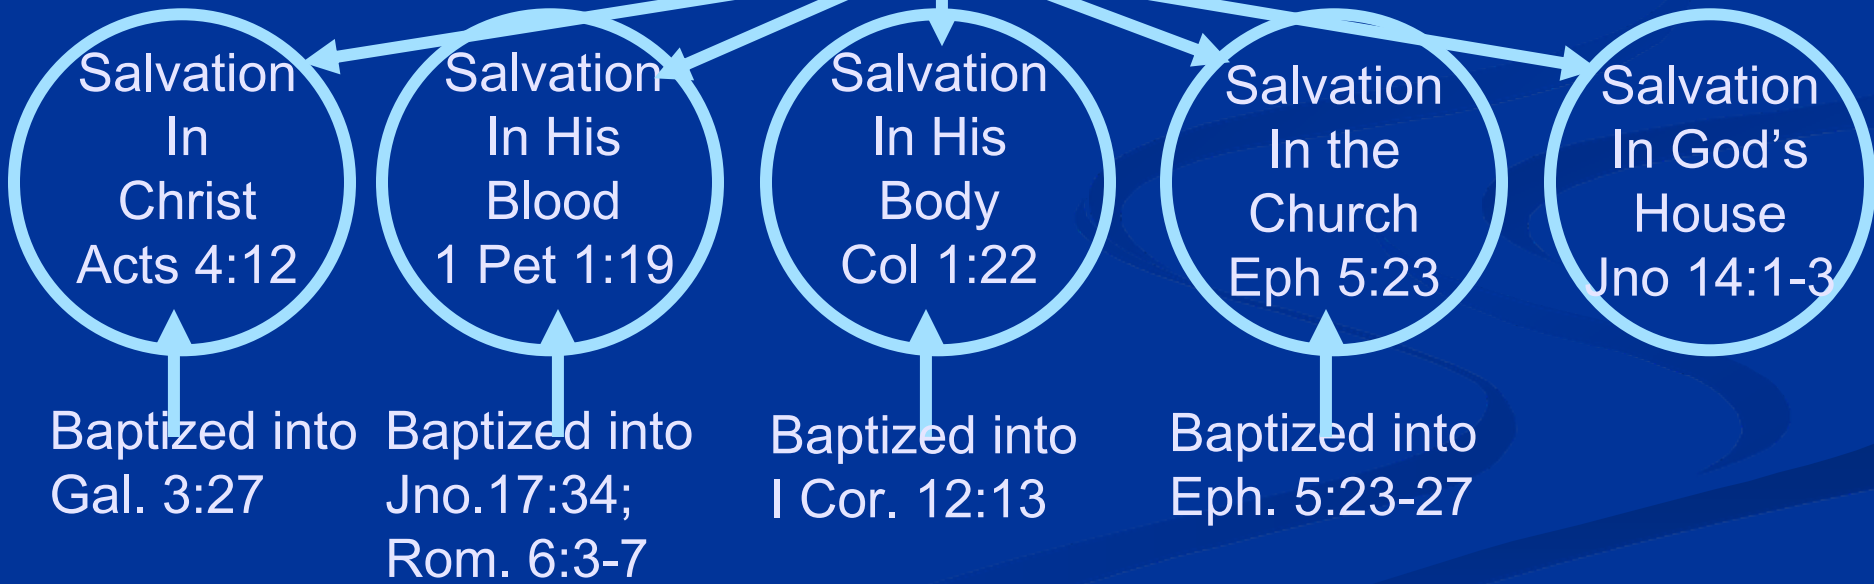 Salvation
In
Christ
Acts 4:12
Salvation
In His
Blood
1 Pet 1:19
Salvation
In His
Body
Col 1:22
Salvation
In the
Church
Eph 5:23
Salvation
In God’s
House
Jno 14:1-3
Baptized into
Gal. 3:27
Baptized into
Jno.17:34;
Rom. 6:3-7
Baptized into
I Cor. 12:13
Baptized into
Eph. 5:23-27